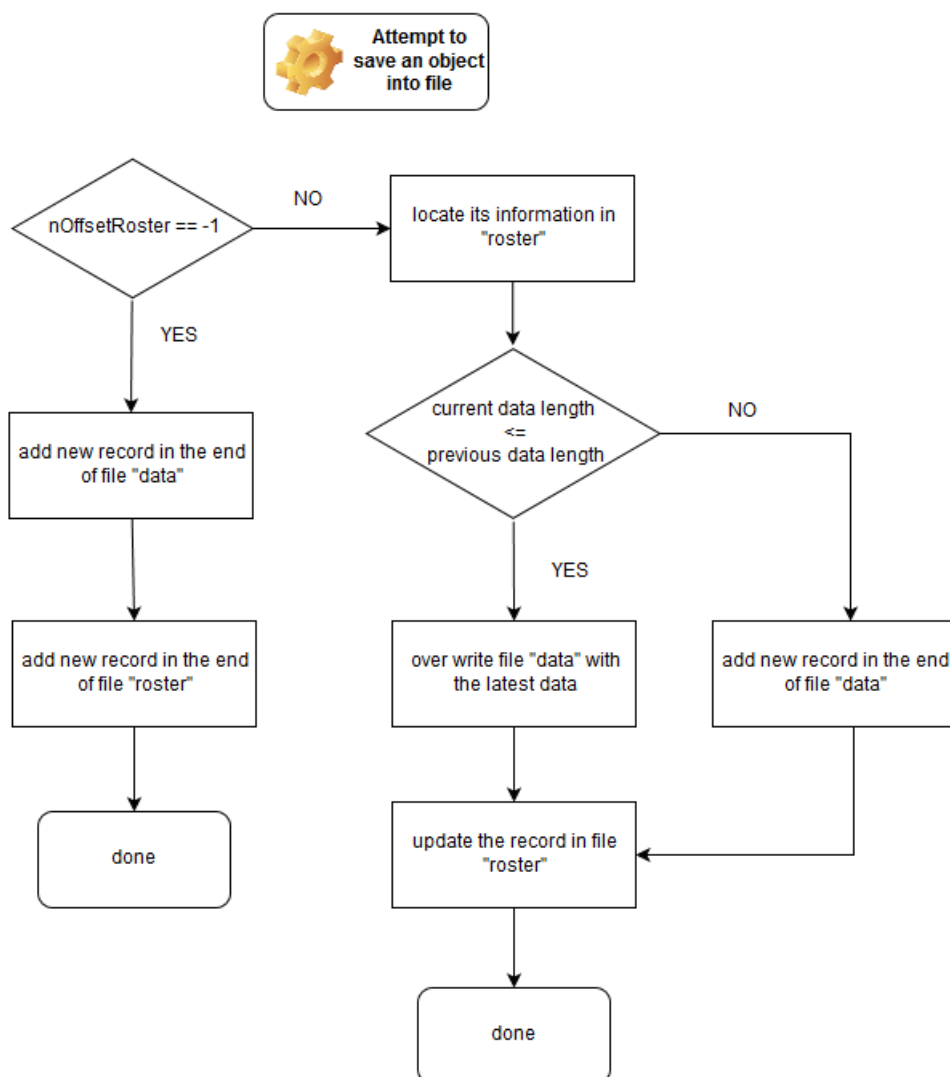 Attempt to
save an object
into file
nOffsetRoster == -1
NO
locate its information in
"roster"
YES
current data length
<=
previous data length
NO
add new record in the end
of file "data"
YES
add new record in the end
of file "roster"
over write file "data" with
the latest data
add new record in the end
of file "data"
done
update the record in file
"roster"
done